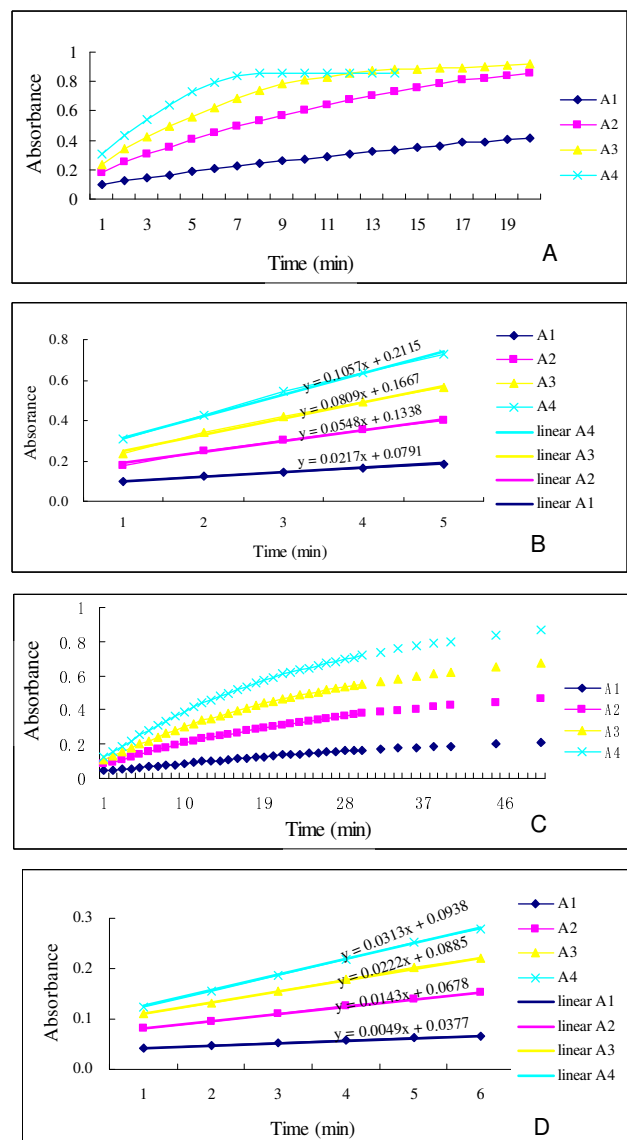 1
0.8
0.6
0.4
0.2
0
Absorbance
1 3 5 7 9 11 13 15 17 19
Time (min)
A1
A2
A3
A4
A
0.8
0.6
0.4
0.2
0.0
Absorance
y = 0.1057x + 0.2115
y = 0.0809x + 0.1667
y = 0.0548x + 0.1338
y = 0.0217x + 0.0791
1 2 3 4 5
Time (min)
A1
A2
A3
A4
linear A4
linear A3
linear A2
linear A1
B
1
0.8
0.6
0.4
0.2
0
Absorbance
1 10 19 28 37 46
Time (min)
A1
A2
A3
A4
C
0.3
0.2
0.1
0.0
Absorbance
y = 0.0313x + 0.0938
y = 0.0222x + 0.0885
y = 0.0143x + 0.0678
y = 0.0049x + 0.0377
1 2 3 4 5 6
Time (min)
A1
A2
A3
A4
linear A1
linear A2
linear A3
linear A4
D